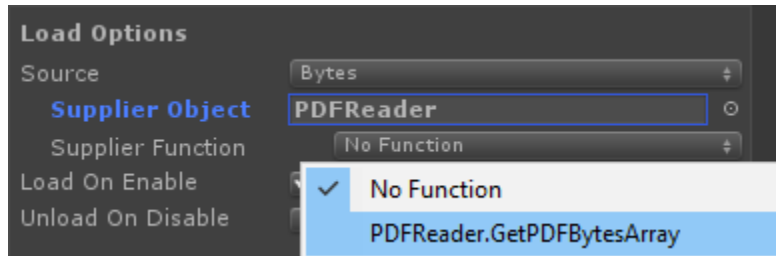 Load Options
Source Bytes
Supplier Object PDFReader
Supplier Function No Function
Load On Enable
No Function
Unload On Disable
PDFReader.GetPDFBytesArray